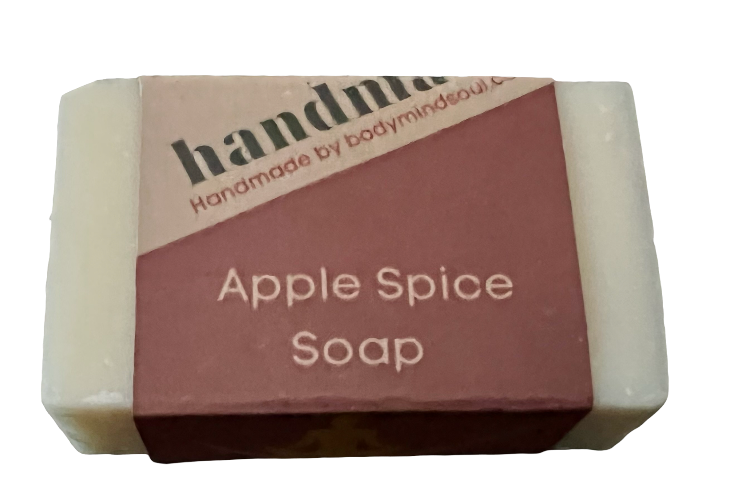 handma
Handmade by bodymindsoul.c
Apple Spice
Soap